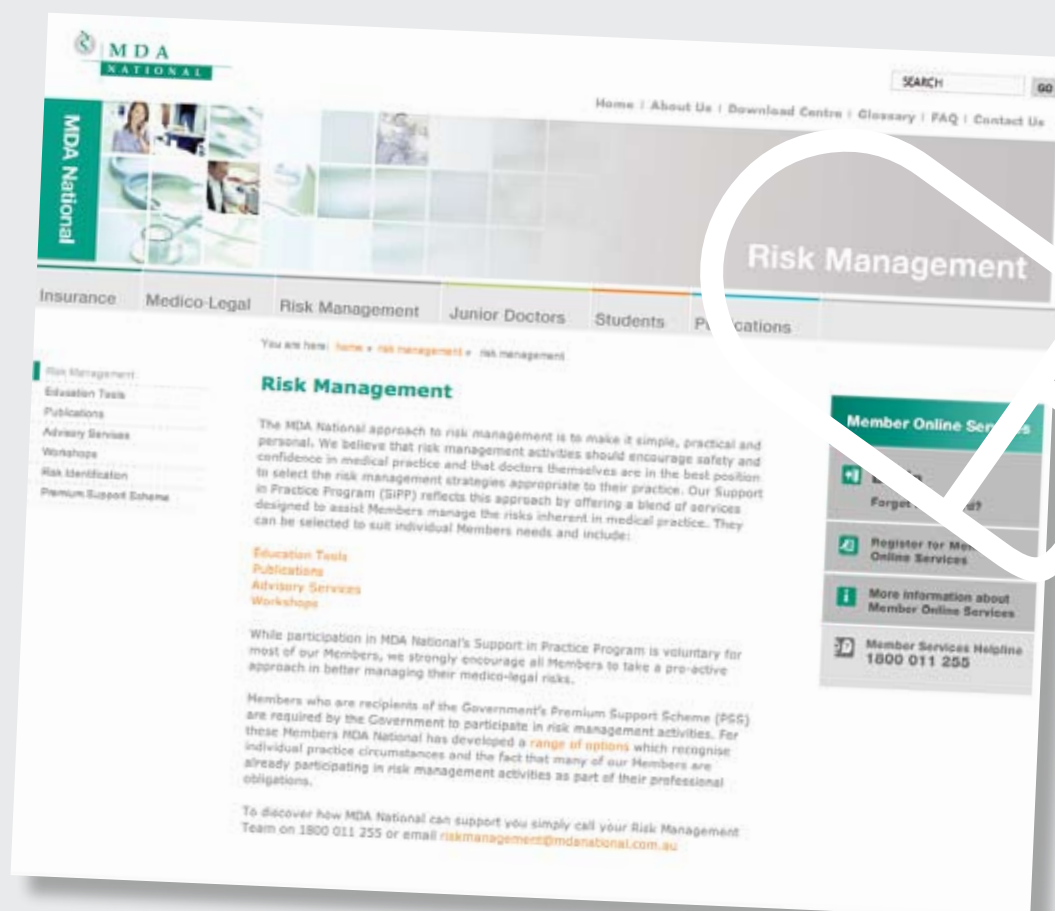 MDA
NATIONAL
SEARCH GO
Home | About Us | Download Centre | Glossary | FAQ | Contact Us
MDA National
Risk Management
Insurance Medico-Legal Risk Management Junior Doctors Students P cations
You are here: home » risk management » risk management
Risk Management
Education Tools
Publications
Advisory Services
Workshops
Risk Identification
Premium Support Scheme
Risk Management
The MDA National approach to risk management is to make it simple, practical and
personal. We believe that risk management activities should encourage safety and
confidence in medical practice and that doctors themselves are in the best position
to select the risk management strategies appropriate to their practice. Our Support
in Practice Program (SiPP) reflects this approach by offering a blend of services
designed to assist Members manage the risks inherent in medical practice. They
can be selected to suit individual Members needs and include:
Education Tools
Publications
Advisory Services
Workshops
While participation in MDA National's Support in Practice Program is voluntary for
most of our Members, we strongly encourage all Members to take a pro-active
approach in better managing their medico-legal risks.
Members who are recipients of the Government's Premium Support Scheme (PSS)
are required by the Government to participate in risk management activities. For
these Members MDA National has developed a range of options which recognise
individual practice circumstances and the fact that many of our Members are
already participating in risk management activities as part of their professional
obligations.
To discover how MDA National can support you simply call your Risk Management
Team on 1800 011 255 or email riskmanagement@mdanational.com.au
Member Online Ser s
Forget
Register for Me
Online Services
More information about
Member Online Services
Member Services Helpline
1800 011 255